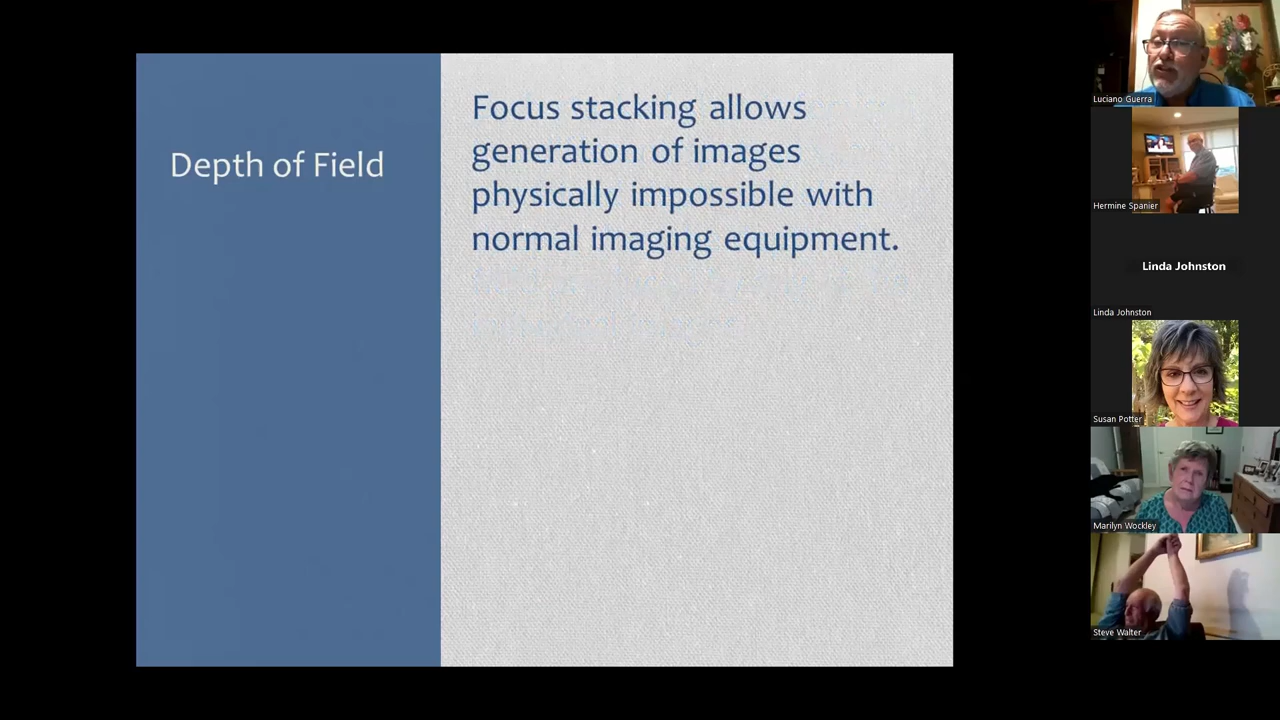 Depth of Field
Focus stacking allows
generation of images
physically impossible with
normal imaging equipment.
Luciano Guerra
Hermine Spanier
Linda Johnston
Linda Johnston
Susan Potter
Marilyn Wockley
Steve Walter